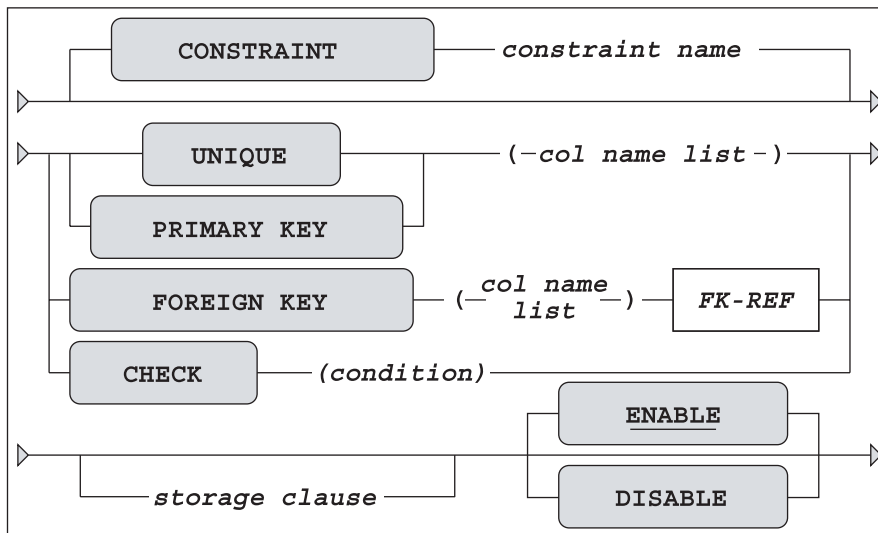 CONSTRAINT constraint name
UNIQUE ( col name list )
PRIMARY KEY
FOREIGN KEY ( col name list ) FK-REF
CHECK (condition)
ENABLE
storage clause
DISABLE